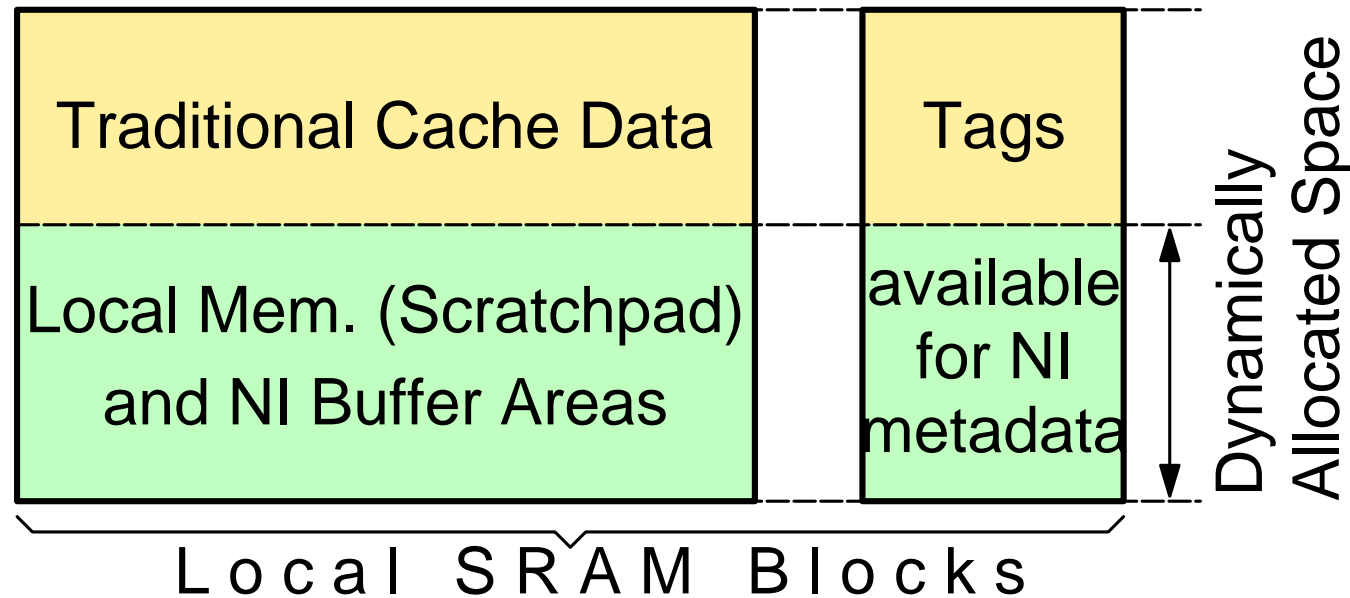 Traditional Cache Data
Tags
Local Mem. (Scratchpad)
and NI Buffer Areas
available
for NI
metadata
Dynamically
Allocated Space
Local SRAM Blocks